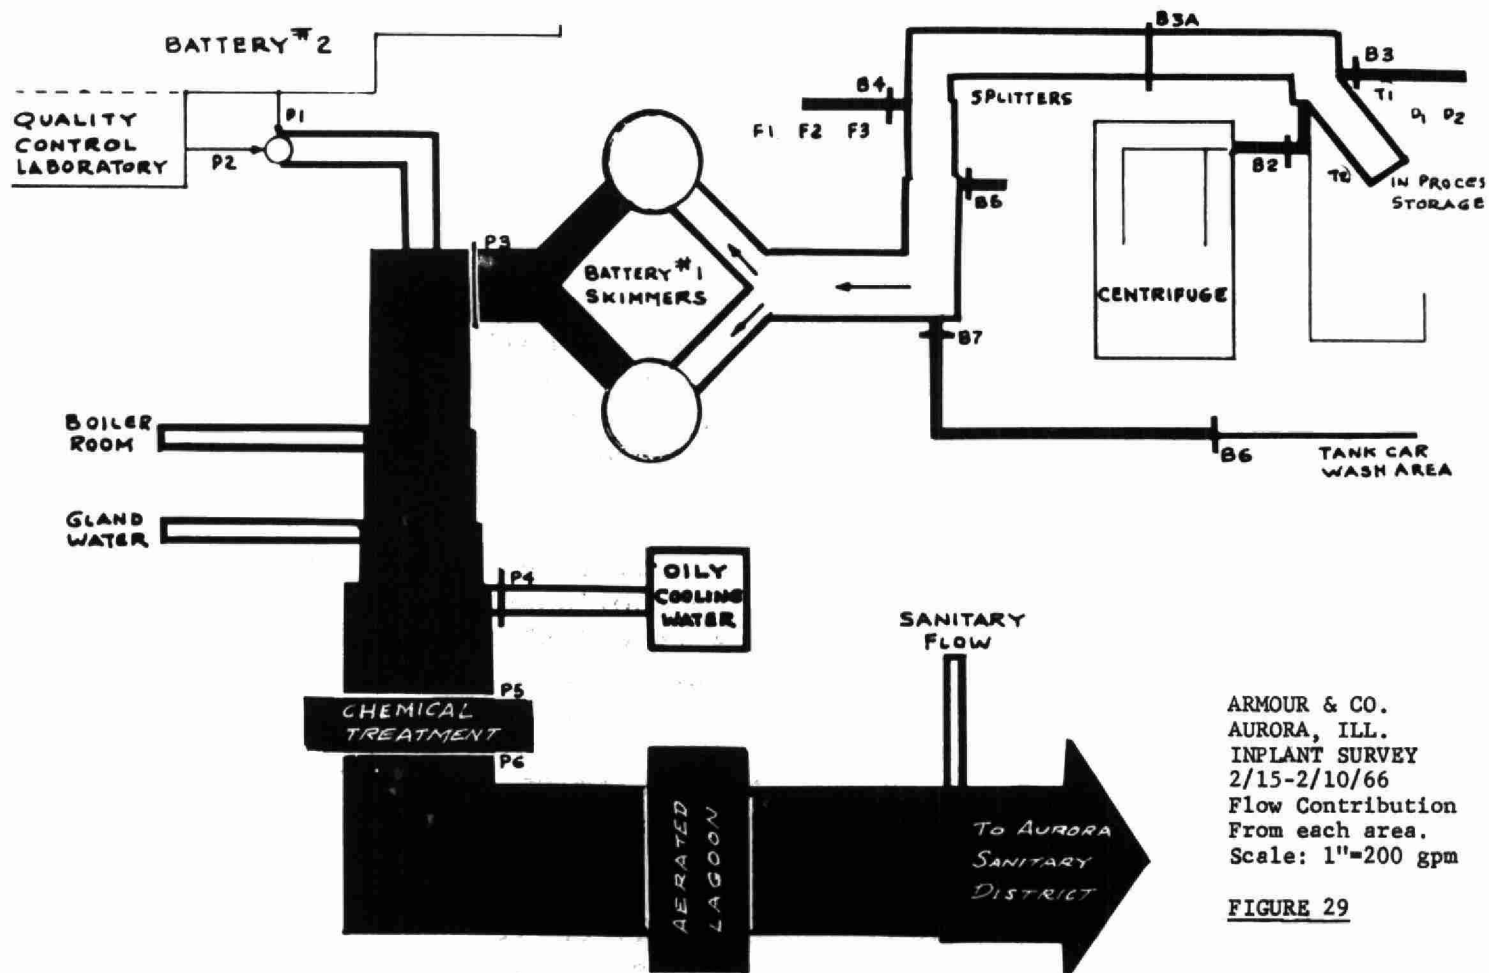 BATTERY #2
QUALITY
CONTROL
LABORATORY
P1
P2
P3
BATTERY #1
SKIMMERS
B4
F1 F2 F3
SPLITTERS
B3A
B3
T1
D1 D2
B2
T2
IN PROCES
STORAGE
CENTRIFUGE
B5
B7
B6
TANK CAR
WASH AREA
BOILER
ROOM
GLAND
WATER
P4
OILY
COOLING
WATER
P5
CHEMICAL
TREATMENT
P6
AERATED
LAGOON
SANITARY
FLOW
TO AURORA
SANITARY
DISTRICT
ARMOUR & CO.
AURORA, ILL.
INPLANT SURVEY
2/15-2/10/66
Flow Contribution
From each area.
Scale: 1"=200 gpm
FIGURE 29